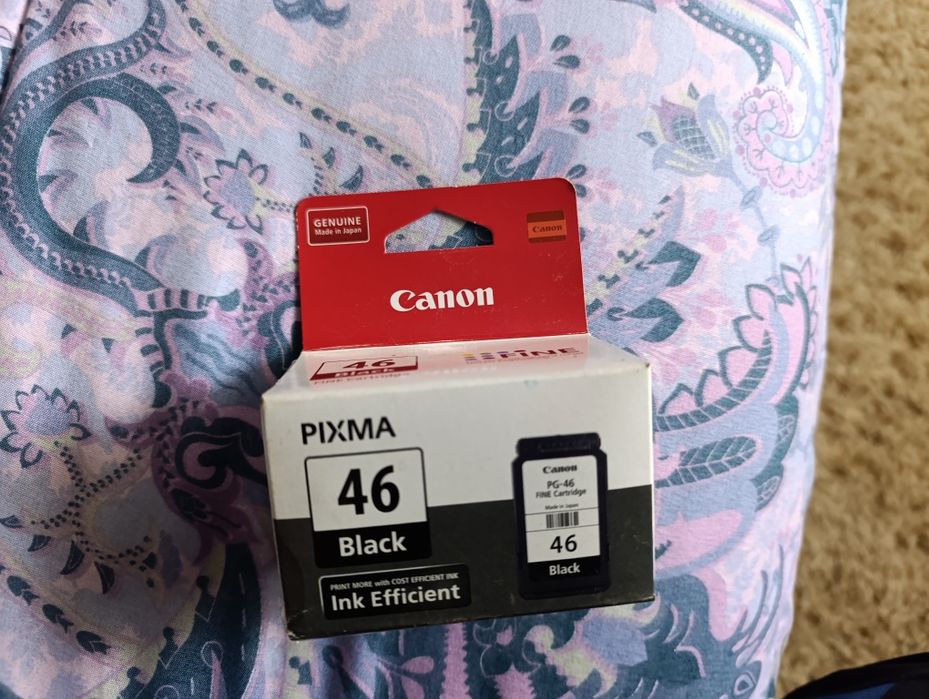 GENUINE
Made in Japan
Canon
Canon
46
Black
FINE
PIXMA
46
Black
PRINT MORE with COST EFFICIENT INK
Ink Efficient
Canon
PG-46
FINE Cartridge
Made in Japan
46
Black